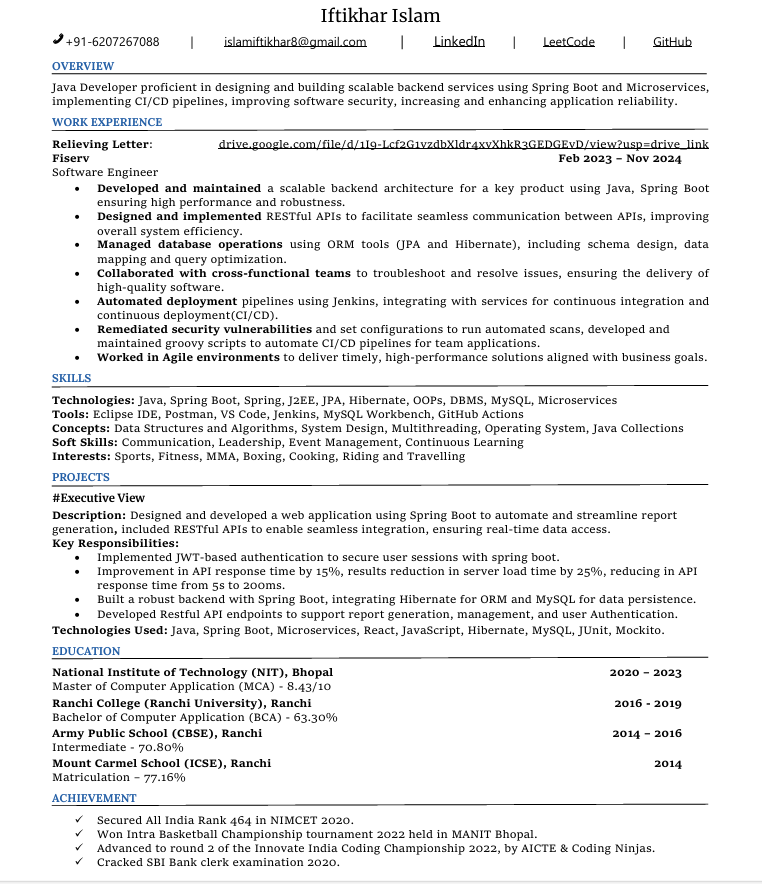 Iftikhar Islam
+91-6207267088 | islamiftikhar8@gmail.com | LinkedIn | LeetCode | GitHub
OVERVIEW
Java Developer proficient in designing and building scalable backend services using Spring Boot and Microservices,
implementing CI/CD pipelines, improving software security, increasing and enhancing application reliability.
WORK EXPERIENCE
Relieving Letter: drive.google.com/file/d/1I9-Lcf2G1vzdbXldr4xvXhkR3GEDGEvD/view?usp=drive_link
Fiserv Feb 2023 – Nov 2024
Software Engineer
• Developed and maintained a scalable backend architecture for a key product using Java, Spring Boot
ensuring high performance and robustness.
• Designed and implemented RESTful APIs to facilitate seamless communication between APIs, improving
overall system efficiency.
• Managed database operations using ORM tools (JPA and Hibernate), including schema design, data
mapping and query optimization.
• Collaborated with cross-functional teams to troubleshoot and resolve issues, ensuring the delivery of
high-quality software.
• Automated deployment pipelines using Jenkins, integrating with services for continuous integration and
continuous deployment(CI/CD).
• Remediated security vulnerabilities and set configurations to run automated scans, developed and
maintained groovy scripts to automate CI/CD pipelines for team applications.
• Worked in Agile environments to deliver timely, high-performance solutions aligned with business goals.
SKILLS
Technologies: Java, Spring Boot, Spring, J2EE, JPA, Hibernate, OOPs, DBMS, MySQL, Microservices
Tools: Eclipse IDE, Postman, VS Code, Jenkins, MySQL Workbench, GitHub Actions
Concepts: Data Structures and Algorithms, System Design, Multithreading, Operating System, Java Collections
Soft Skills: Communication, Leadership, Event Management, Continuous Learning
Interests: Sports, Fitness, MMA, Boxing, Cooking, Riding and Travelling
PROJECTS
#Executive View
Description: Designed and developed a web application using Spring Boot to automate and streamline report
generation, included RESTful APIs to enable seamless integration, ensuring real-time data access.
Key Responsibilities:
• Implemented JWT-based authentication to secure user sessions with spring boot.
• Improvement in API response time by 15%, results reduction in server load time by 25%, reducing in API
response time from 5s to 200ms.
• Built a robust backend with Spring Boot, integrating Hibernate for ORM and MySQL for data persistence.
• Developed Restful API endpoints to support report generation, management, and user Authentication.
Technologies Used: Java, Spring Boot, Microservices, React, JavaScript, Hibernate, MySQL, JUnit, Mockito.
EDUCATION
National Institute of Technology (NIT), Bhopal 2020 – 2023
Master of Computer Application (MCA) - 8.43/10
Ranchi College (Ranchi University), Ranchi 2016 - 2019
Bachelor of Computer Application (BCA) - 63.30%
Army Public School (CBSE), Ranchi 2014 – 2016
Intermediate - 70.80%
Mount Carmel School (ICSE), Ranchi 2014
Matriculation – 77.16%
ACHIEVEMENT
✓ Secured All India Rank 464 in NIMCET 2020.
✓ Won Intra Basketball Championship tournament 2022 held in MANIT Bhopal.
✓ Advanced to round 2 of the Innovate India Coding Championship 2022, by AICTE & Coding Ninjas.
✓ Cracked SBI Bank clerk examination 2020.